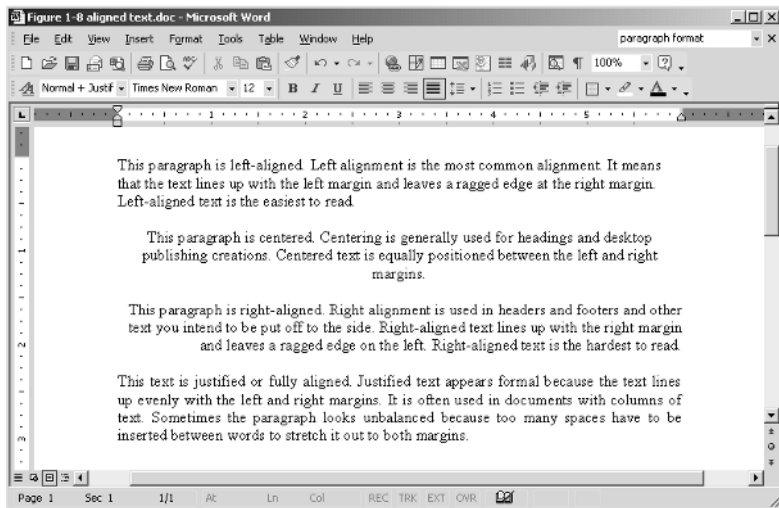 Figure 1-8 aligned text.doc - Microsoft Word
File Edit View Insert Format Tools Table Window Help paragraph format
100%
Normal + Justif Times New Roman 12 B I U
1 2 3 4 5
This paragraph is left-aligned. Left alignment is the most common alignment. It means
that the text lines up with the left margin and leaves a ragged edge at the right margin.
Left-aligned text is the easiest to read.
This paragraph is centered. Centering is generally used for headings and desktop
publishing creations. Centered text is equally positioned between the left and right
margins.
This paragraph is right-aligned. Right alignment is used in headers and footers and other
text you intend to be put off to the side. Right-aligned text lines up with the right margin
and leaves a ragged edge on the left. Right-aligned text is the hardest to read.
This text is justified or fully aligned. Justified text appears formal because the text lines
up evenly with the left and right margins. It is often used in documents with columns of
text. Sometimes the paragraph looks unbalanced because too many spaces have to be
inserted between words to stretch it out to both margins.
1
2
3
Page 1 Sec 1 1/1 At Ln Col REC TRK EXT OVR